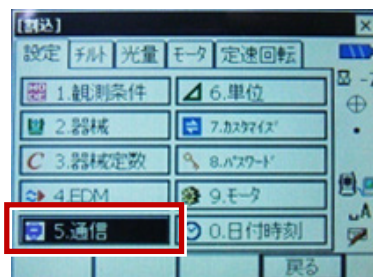 [割込]
設定 チルト 光量 モータ 定速回転
1.観測条件 6.単位
2.器械 7.カスタマイズ
3.器械定数 8.パスワード
4.EDM 9.モータ
5.通信 0.日付時刻
戻る